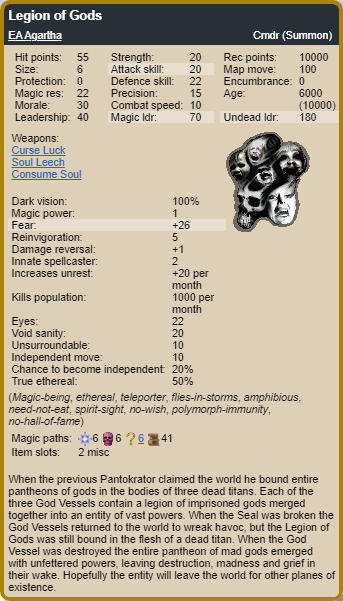 Legion of Gods
EA Agartha Cmdr (Summon)
Hit points: 55 Strength: 20 Rec points: 10000
Size: 6 Attack skill: 20 Map move: 100
Protection: 0 Defence skill: 22 Encumbrance: 0
Magic res: 22 Precision: 15 Age: 6000
Morale: 30 Combat speed: 10 (10000)
Leadership: 40 Magic ldr: 70 Undead ldr: 180
Weapons:
Curse Luck
Soul Leech
Consume Soul
Dark vision: 100%
Magic power: 1
Fear: +26
Reinvigoration: 5
Damage reversal: +1
Innate spellcaster: 2
Increases unrest: +20 per
month
Kills population: 1000 per
month
Eyes: 22
Void sanity: 20
Unsurroundable: 10
Independent move: 10
Chance to become independent: 20%
True ethereal: 50%
(Magic-being, ethereal, teleporter, flies-in-storms, amphibious,
need-not-eat, spirit-sight, no-wish, polymorph-immunity,
no-hall-of-fame)
Magic paths: 6 6 ? 6 41
Item slots: 2 misc
When the previous Pantokrator claimed the world he bound entire
pantheons of gods in the bodies of three dead titans. Each of the
three God Vessels contain a legion of imprisoned gods merged
together into an entity of vast powers. When the Seal was broken the
God Vessels returned to the world to wreak havoc, but the Legion of
Gods was still bound in the flesh of a dead titan. When the God
Vessel was destroyed the entire pantheon of mad gods emerged
with unfettered powers, leaving destruction, madness and grief in
their wake. Hopefully the entity will leave the world for other planes of
existence.